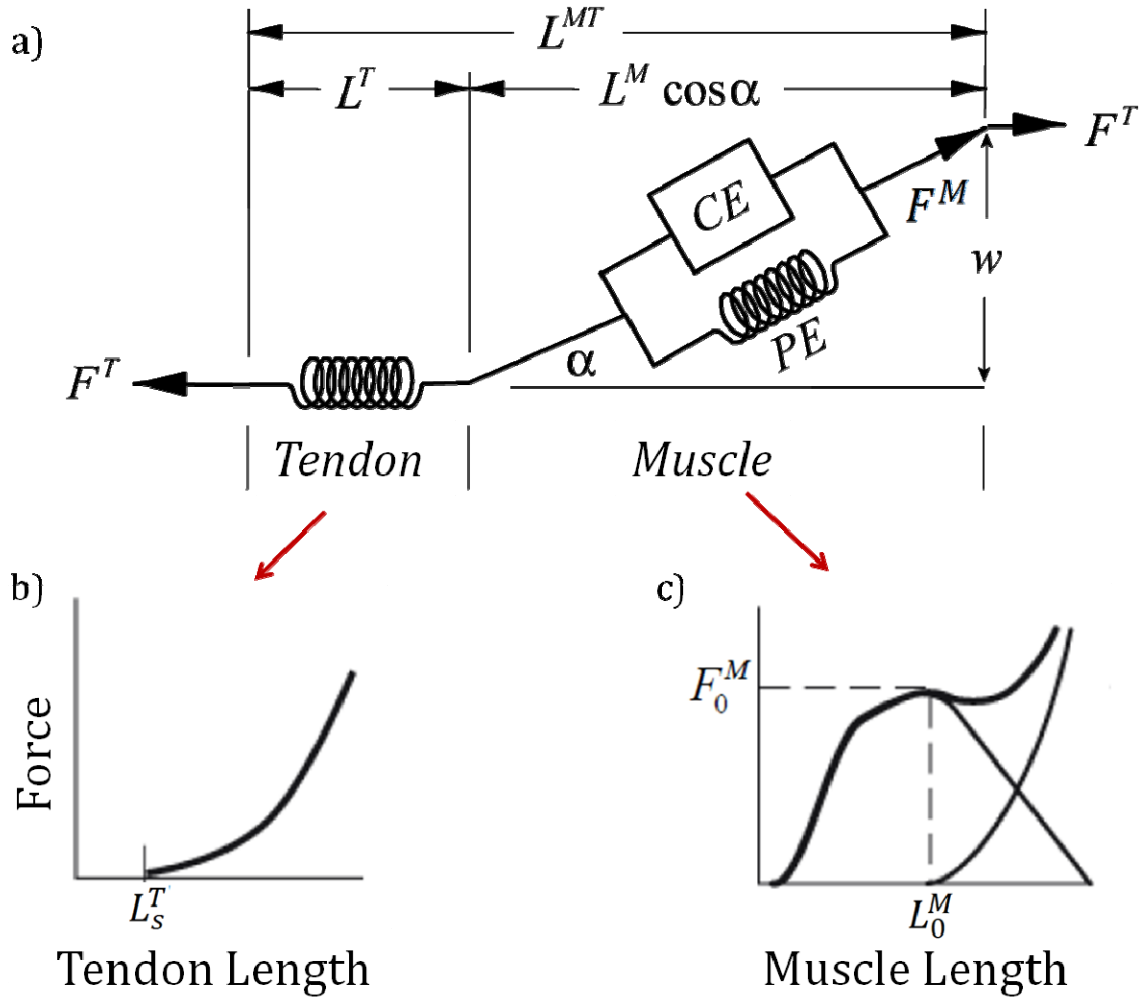 a)
L^{MT}
L^T
L^M cosα
F^T
CE
F^M
w
PE
α
F^T
Tendon
Muscle
b)
c)
Force
L_s^T
Tendon Length
F_0^M
L_0^M
Muscle Length